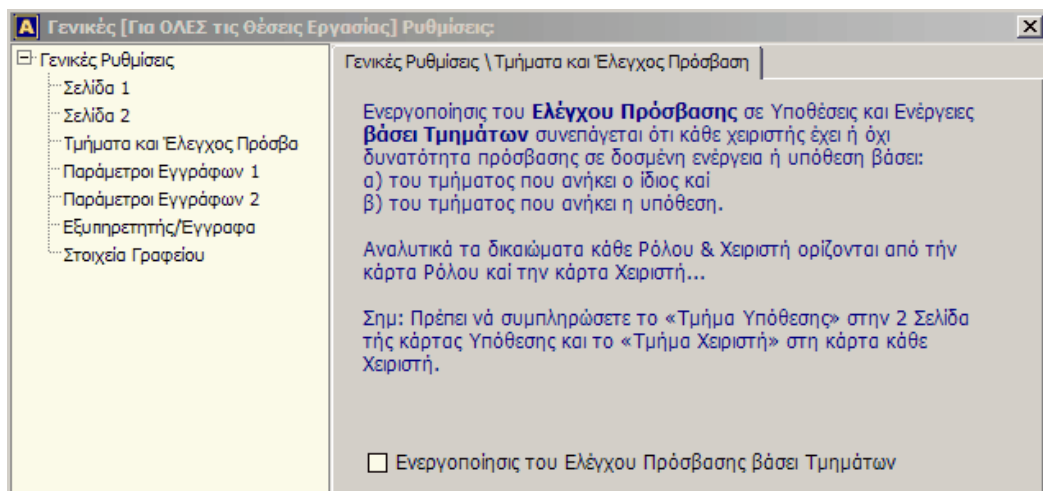 Α Γενικές [Για ΟΛΕΣ τις Θέσεις Εργασίας] Ρυθμίσεις:
Γενικές Ρυθμίσεις
Σελίδα 1
Σελίδα 2
Τμήματα και Έλεγχος Πρόσβα
Παράμετροι Εγγράφων 1
Παράμετροι Εγγράφων 2
Εξυπηρετητής/Έγγραφα
Στοιχεία Γραφείου
Γενικές Ρυθμίσεις \ Τμήματα και Έλεγχος Πρόσβαση
Ενεργοποίησις του Ελέγχου Πρόσβασης σε Υποθέσεις και Ενέργειες
βάσει Τμημάτων συνεπάγεται ότι κάθε χειριστής έχει ή όχι
δυνατότητα πρόσβασης σε δοσμένη ενέργεια ή υπόθεση βάσει:
α) του τμήματος που ανήκει ο ίδιος καί
β) του τμήματος που ανήκει η υπόθεση.
Αναλυτικά τα δικαιώματα κάθε Ρόλου & Χειριστή ορίζονται από τήν
κάρτα Ρόλου καί την κάρτα Χειριστή...
Σημ: Πρέπει νά συμπληρώσετε το «Τμήμα Υπόθεσης» στην 2 Σελίδα
τής κάρτας Υπόθεσης και το «Τμήμα Χειριστή» στη κάρτα κάθε
Χειριστή.
Ενεργοποίησις του Ελέγχου Πρόσβασης βάσει Τμημάτων